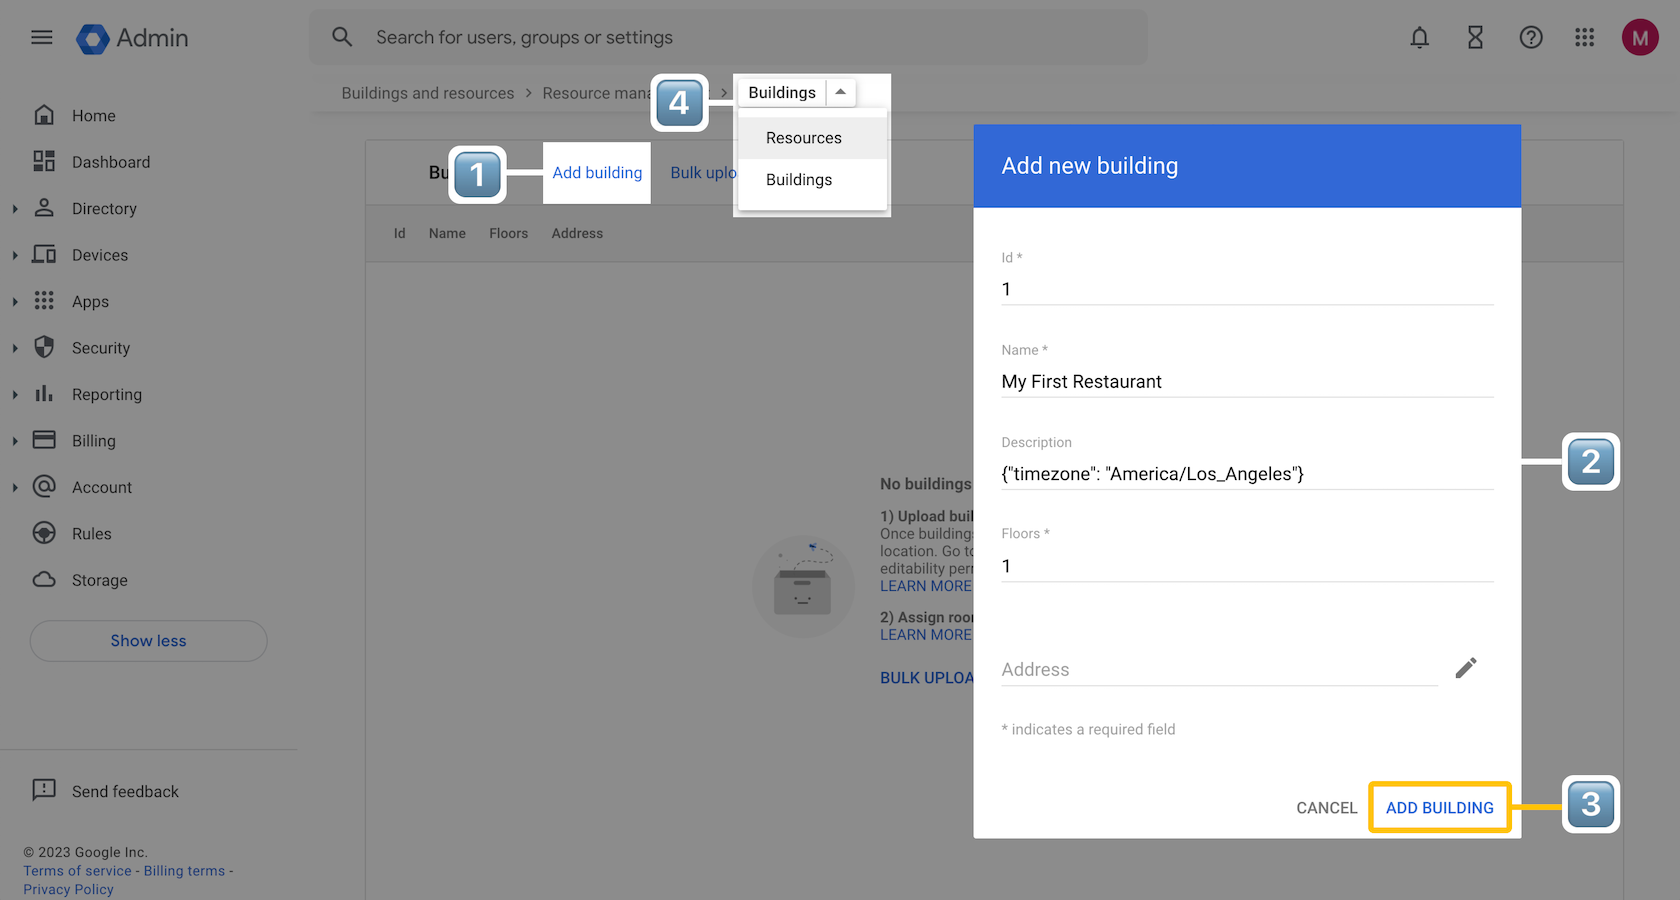 Admin
Search for users, groups or settings
M
Buildings and resources > Resource mana
4
> Buildings
Resources
Buildings
Home
Dashboard
Directory
Devices
Apps
Security
Reporting
Billing
Account
Rules
Storage
Show less
Send feedback
© 2023 Google Inc.
Terms of service - Billing terms -
Privacy Policy
Bu
1
Add building
Bulk uplo
Id Name Floors Address
No buildings
1) Upload buil
Once buildings
location. Go to
editability per
LEARN MORE
2) Assign roo
LEARN MORE
BULK UPLOA
Add new building
Id *
1
Name *
My First Restaurant
Description
{"timezone": "America/Los_Angeles"}
2
Floors *
1
Address
* indicates a required field
CANCEL
ADD BUILDING
3